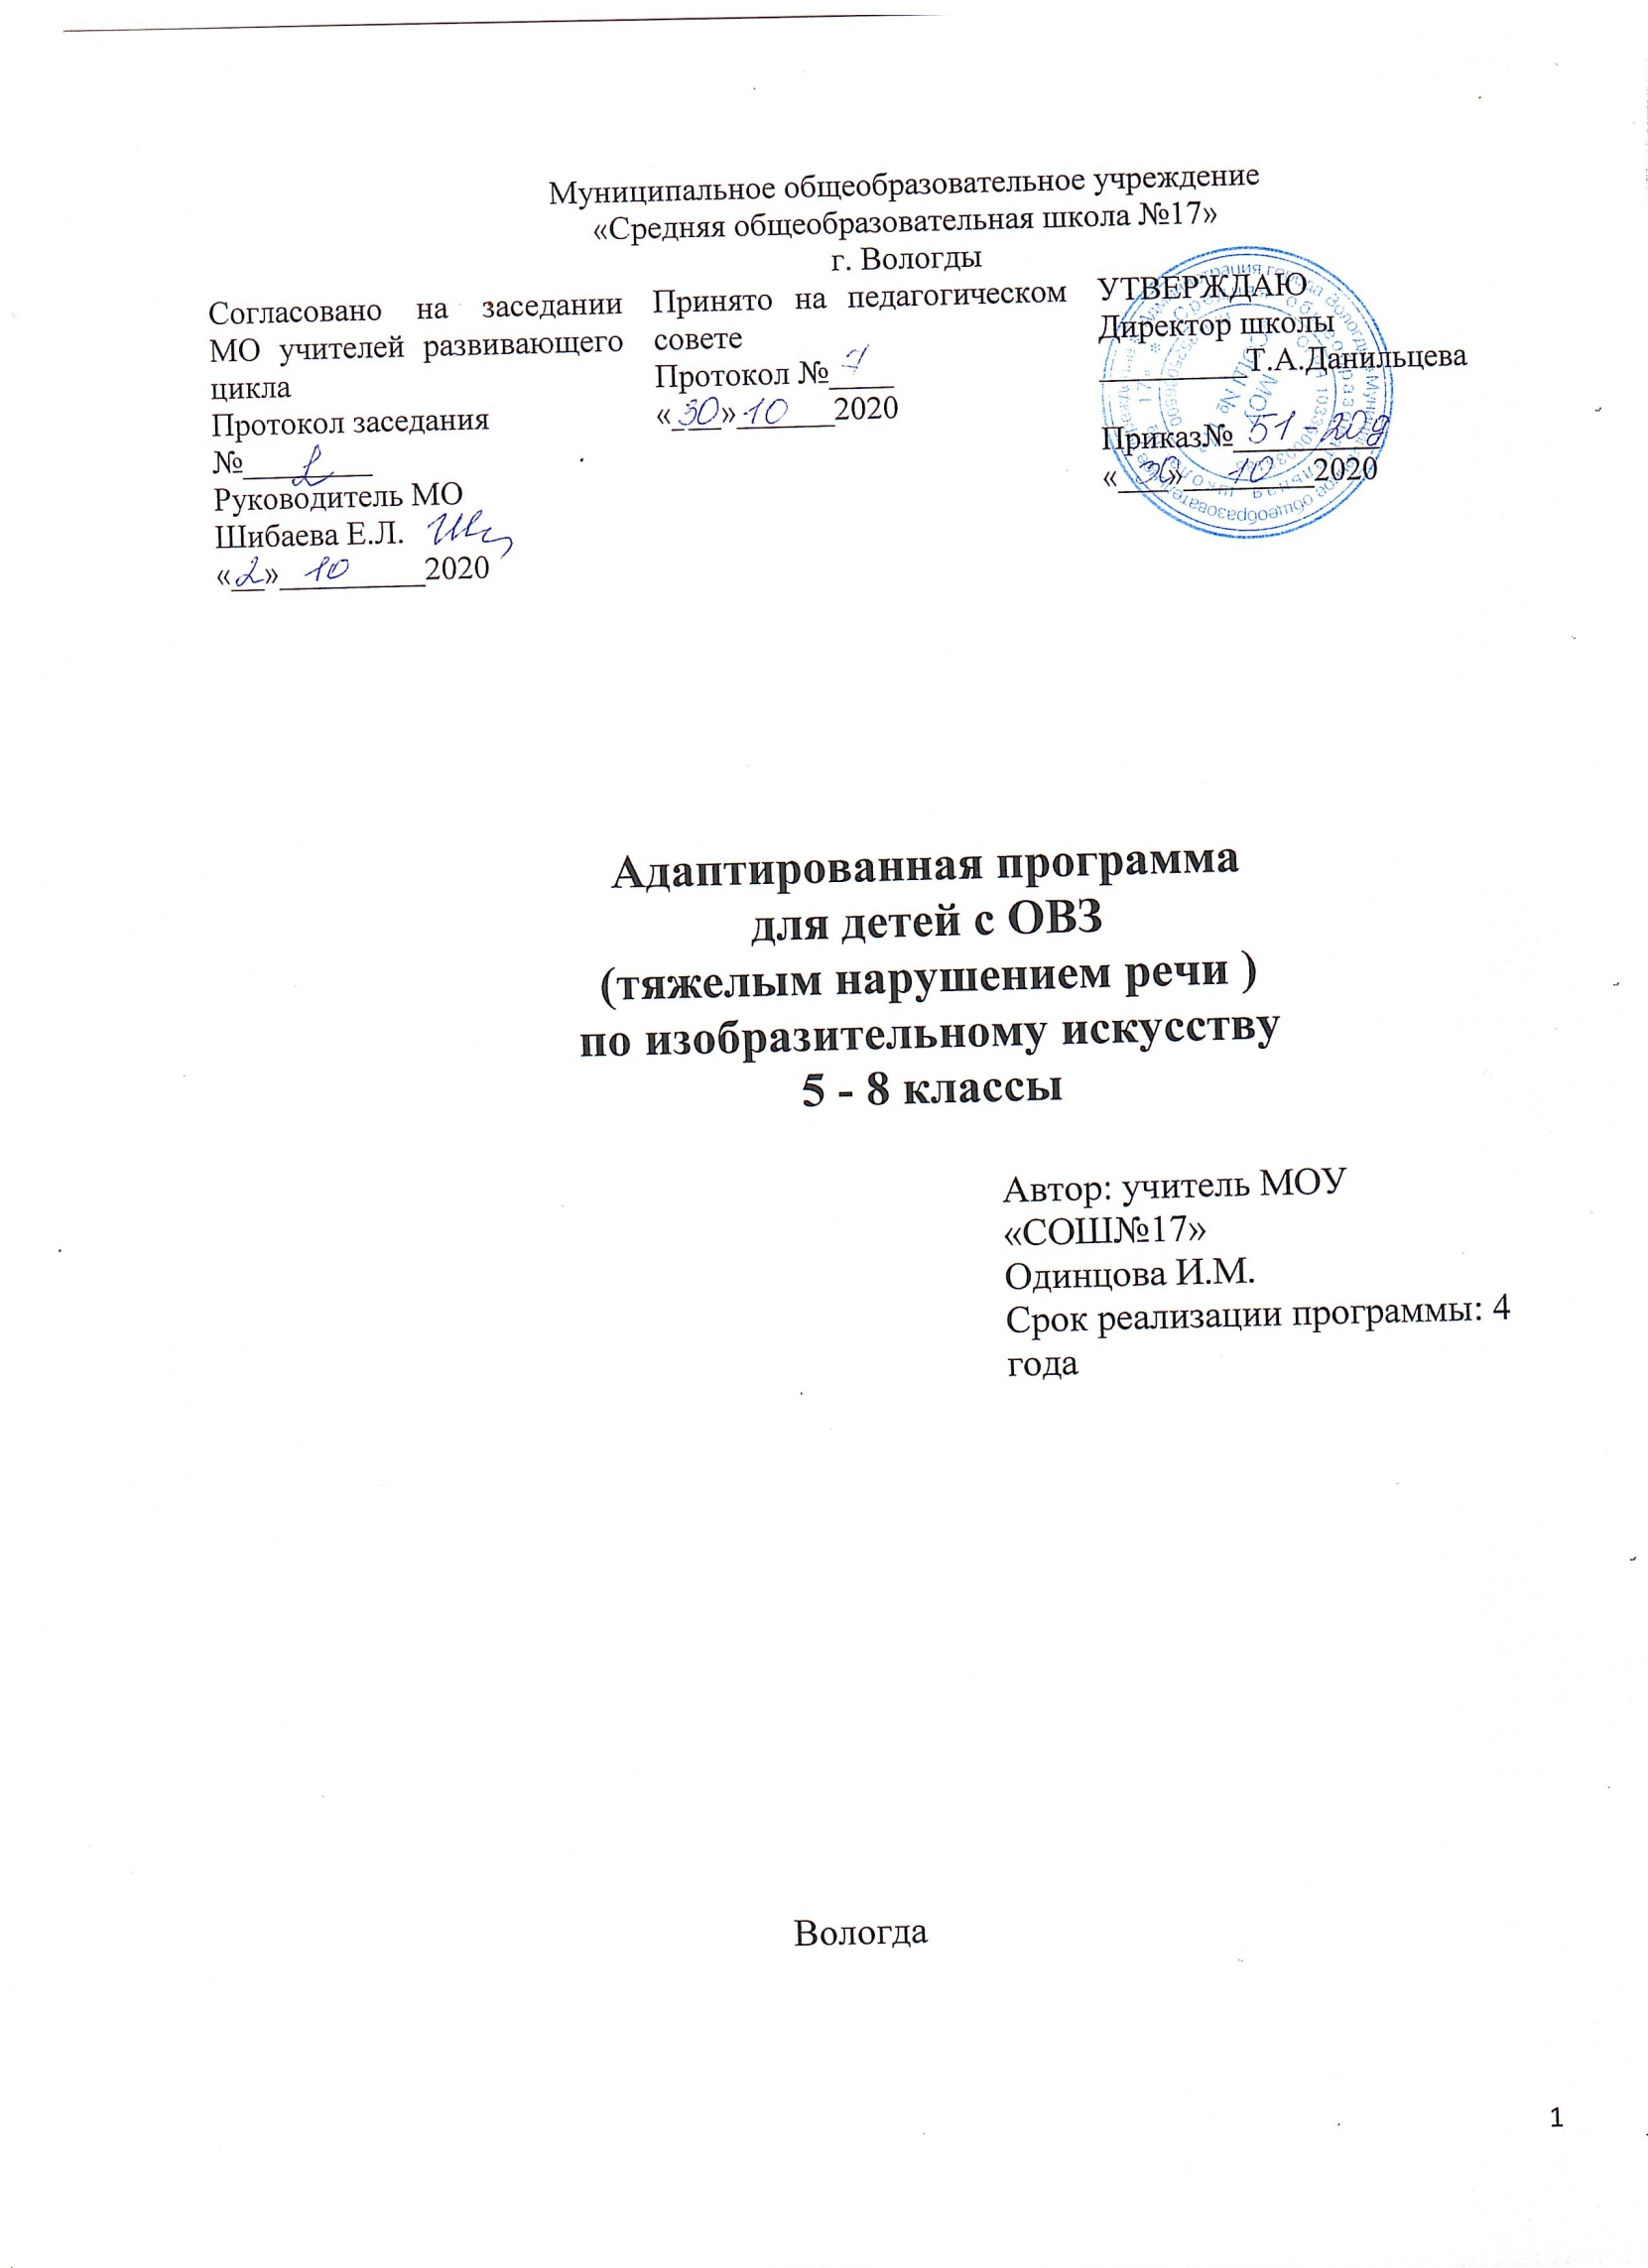 Муниципальное общеобразовательное учреждение
«Средняя общеобразовательная школа №17»
г. Вологды
Согласовано на заседании
МО учителей развивающего
цикла
Протокол заседания
№ 2
Руководитель МО
Шибаева Е.Л.
«2» 10 2020
Принято на педагогическом
совете
Протокол №
«30» 10 2020
УТВЕРЖДАЮ
Директор школы
Т.А.Данильцева
Приказ№ 51-20д
«30» 10 2020
Адаптированная программа
для детей с ОВЗ
(тяжелым нарушением речи )
по изобразительному искусству
5 - 8 классы
Автор: учитель МОУ
«СОШ№17»
Одинцова И.М.
Срок реализации программы: 4
года
Вологда
1